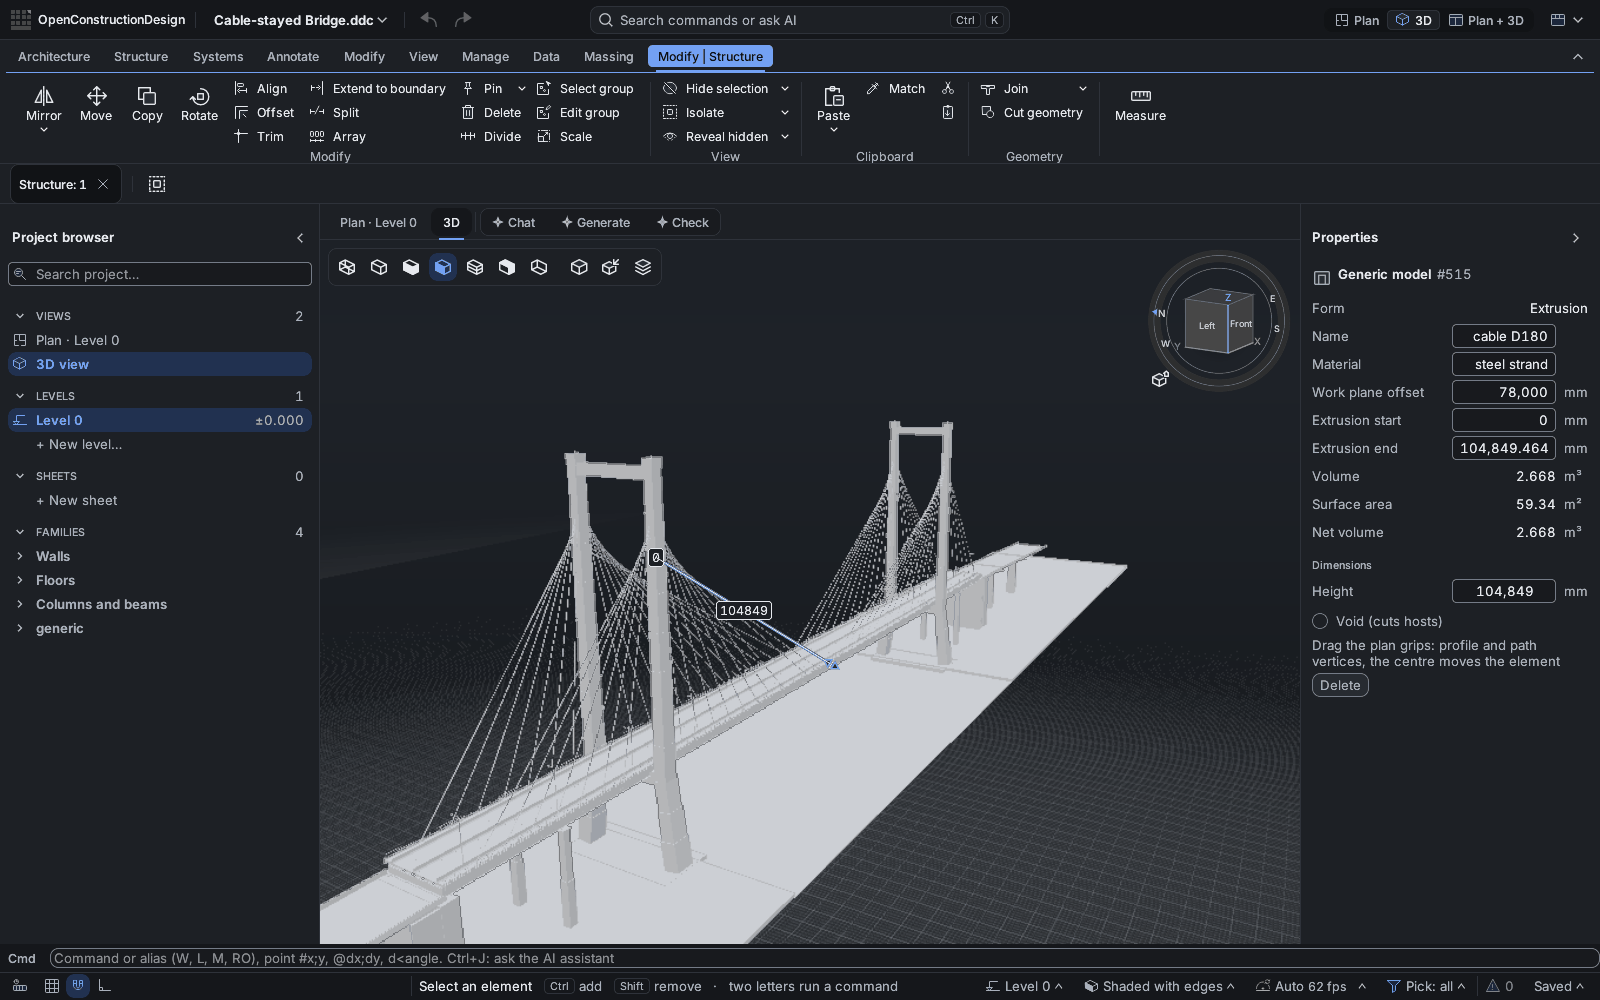 OpenConstructionDesign
Cable-stayed Bridge.ddc
Search commands or ask AI
Ctrl K
Plan 3D Plan + 3D
Architecture Structure Systems Annotate Modify View Manage Data Massing Modify | Structure
Mirror Move Copy Rotate
Align Extend to boundary Pin Select group
Offset Split Delete Edit group
Trim Array Divide Scale
Modify
Hide selection
Isolate
Reveal hidden
View
Paste
Match
Clipboard
Join
Cut geometry
Geometry
Measure
Structure: 1
Project browser
Search project...
VIEWS 2
Plan · Level 0
3D view
LEVELS 1
Level 0 ±0.000
+ New level...
SHEETS 0
+ New sheet
FAMILIES 4
Walls
Floors
Columns and beams
generic
Plan · Level 0 3D Chat Generate Check
Z
Left Front
N E S W Y X
0
104849
Properties
Generic model #515
Form Extrusion
Name cable D180
Material steel strand
Work plane offset 78,000 mm
Extrusion start 0 mm
Extrusion end 104,849.464 mm
Volume 2.668 m³
Surface area 59.34 m²
Net volume 2.668 m³
Dimensions
Height 104,849 mm
Void (cuts hosts)
Drag the plan grips: profile and path
vertices, the centre moves the element
Delete
Cmd Command or alias (W, L, M, RO), point #x;y, @dx;dy, d<angle. Ctrl+J: ask the AI assistant
Select an element Ctrl add Shift remove · two letters run a command
Level 0 Shaded with edges Auto 62 fps Pick: all 0 Saved